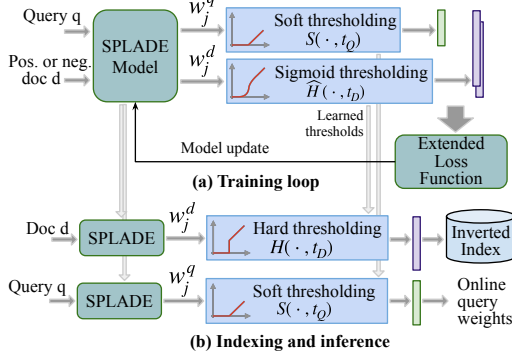 Query q
Pos. or neg.
doc d
SPLADE
Model
w_j^q
w_j^d
Soft thresholding
S( · , t_Q)
Sigmoid thresholding
Ĥ( · , t_D)
Learned
thresholds
Extended
Loss
Function
Model update
(a) Training loop
Doc d
SPLADE
w_j^d
Hard thresholding
H( · , t_D)
Inverted
Index
Query q
SPLADE
w_j^q
Soft thresholding
S( · , t_Q)
Online
query
weights
(b) Indexing and inference